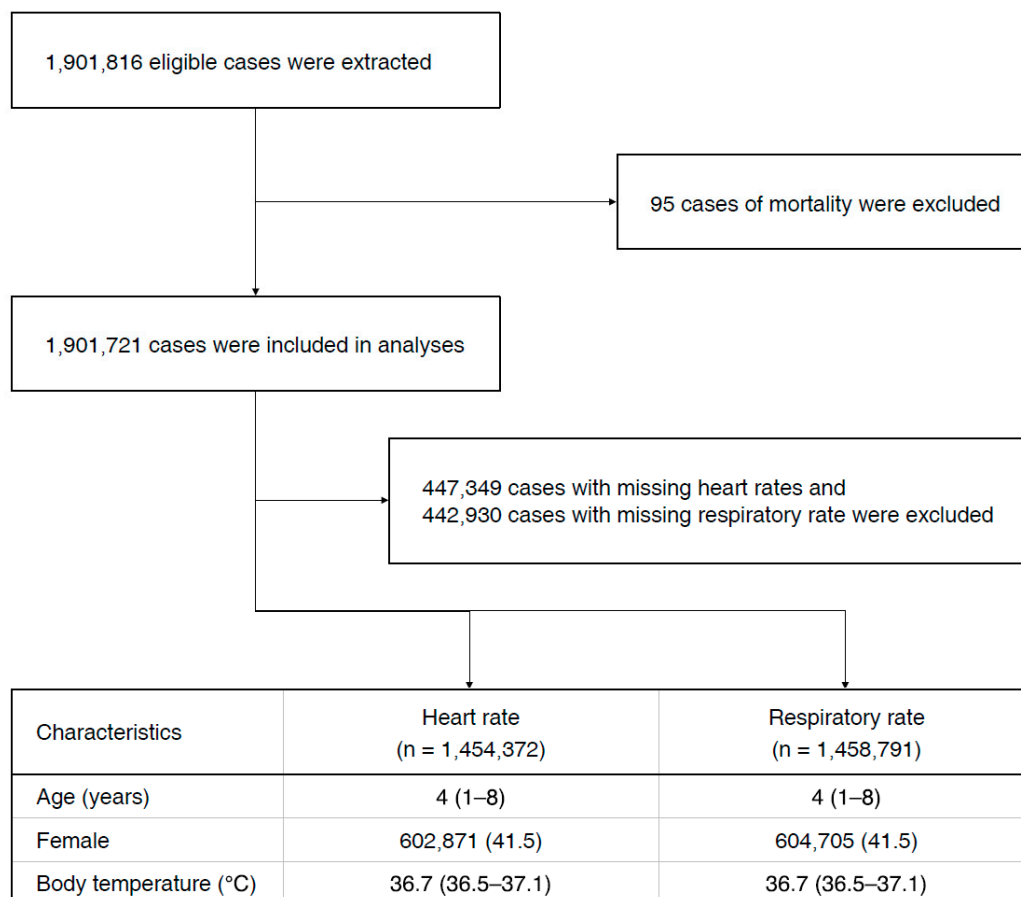 1,901,816 eligible cases were extracted
95 cases of mortality were excluded
1,901,721 cases were included in analyses
447,349 cases with missing heart rates and
442,930 cases with missing respiratory rate were excluded
Characteristics
Heart rate
(n = 1,454,372)
Respiratory rate
(n = 1,458,791)
Age (years) 4 (1–8) 4 (1–8)
Female 602,871 (41.5) 604,705 (41.5)
Body temperature (°C) 36.7 (36.5–37.1) 36.7 (36.5–37.1)